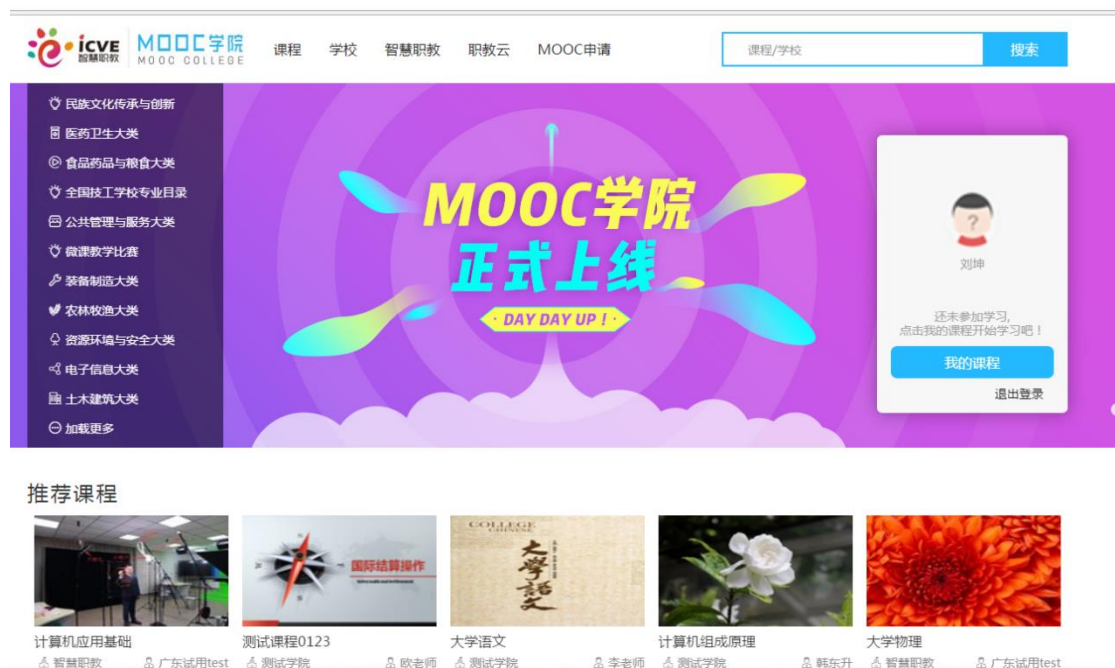 icve
智慧职教
MOOC学院
MOOC COLLEGE
课程
学校
智慧职教
职教云
MOOC申请
课程/学校
搜索
民族文化传承与创新
医药卫生大类
食品药品与粮食大类
全国技工学校专业目录
公共管理与服务大类
微课教学比赛
装备制造大类
农林牧渔大类
资源环境与安全大类
电子信息大类
土木建筑大类
加载更多
MOOC学院
正式上线
· DAY DAY UP ! ·
?
刘坤
还未参加学习,
点击我的课程开始学习吧！
我的课程
退出登录
推荐课程
国际结算操作
COLLEGE
CHINESE
大學語文
计算机应用基础
测试课程0123
大学语文
计算机组成原理
大学物理
智慧职教
广东试用test
测试学院
欧老师
测试学院
李老师
测试学院
韩东升
智慧职教
广东试用test